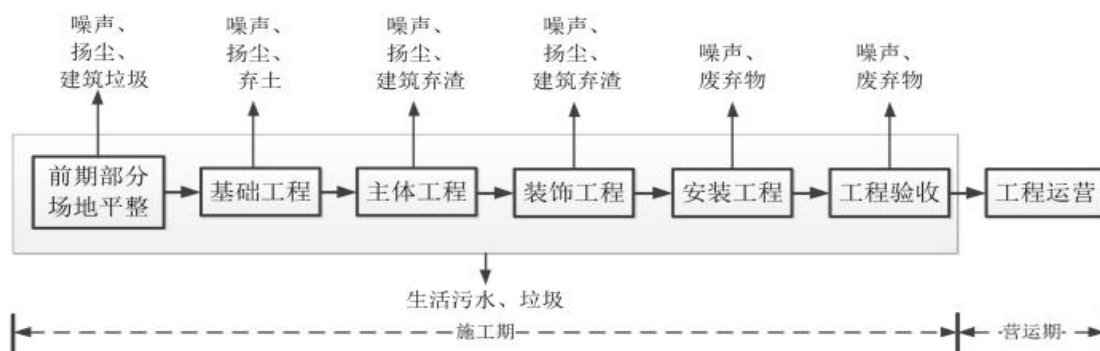 噪声、
扬尘、
建筑垃圾
噪声、
扬尘、
弃土
噪声、
扬尘、
建筑弃渣
噪声、
扬尘、
建筑弃渣
噪声、
废弃物
噪声、
废弃物
前期部分
场地平整
基础工程
主体工程
装饰工程
安装工程
工程验收
工程运营
生活污水、垃圾
施工期
营运期